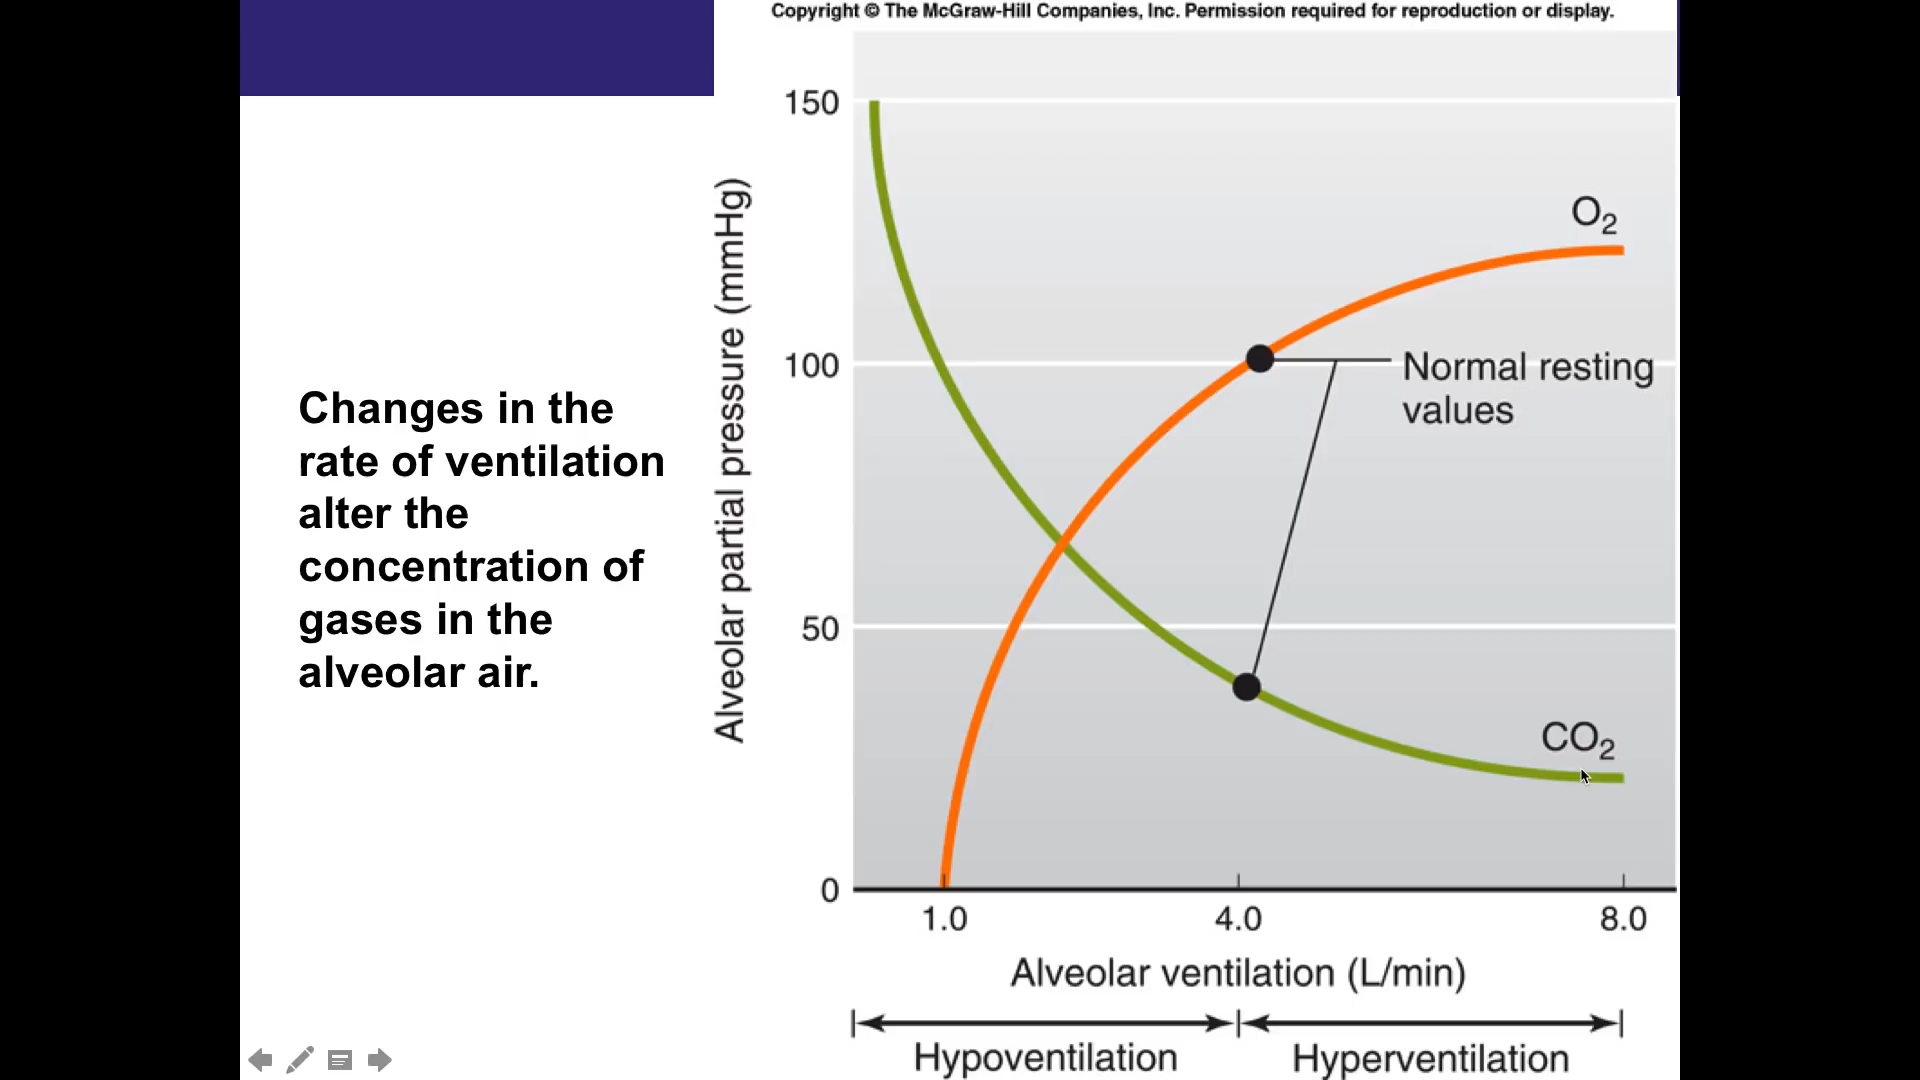 Copyright © The McGraw-Hill Companies, Inc. Permission required for reproduction or display.
Changes in the
rate of ventilation
alter the
concentration of
gases in the
alveolar air.
Alveolar partial pressure (mmHg)
150
100
50
0
O₂
Normal resting
values
CO₂
1.0 4.0 8.0
Alveolar ventilation (L/min)
Hypoventilation Hyperventilation